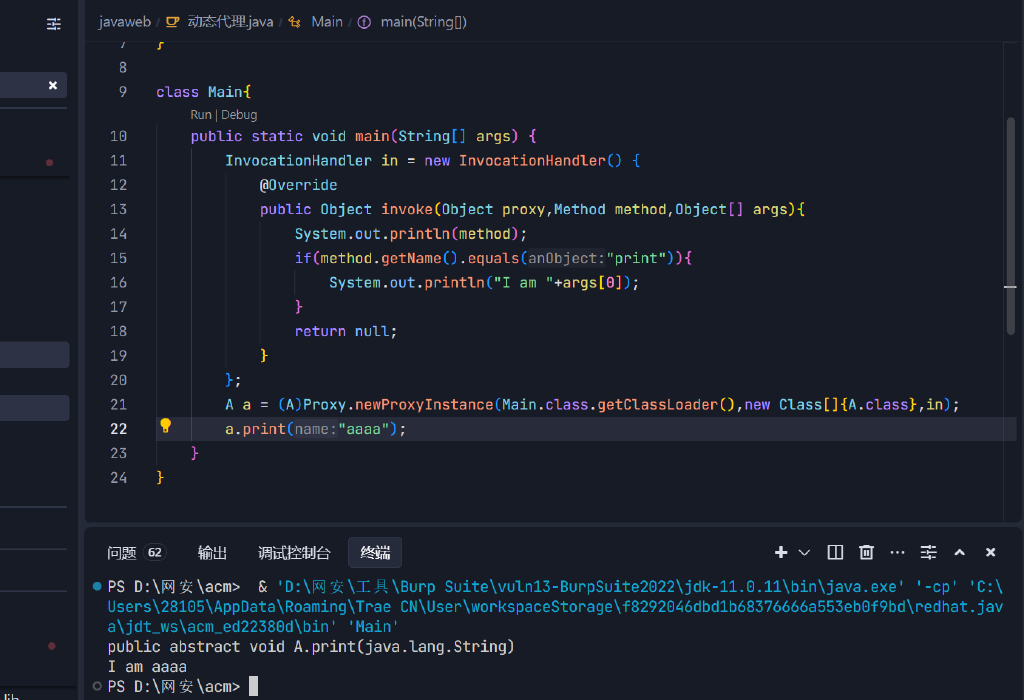 javaweb / 动态代理.java / Main / main(String[])
7 }
8
9 class Main{
Run | Debug
10 public static void main(String[] args) {
11 InvocationHandler in = new InvocationHandler() {
12 @Override
13 public Object invoke(Object proxy,Method method,Object[] args){
14 System.out.println(method);
15 if(method.getName().equals(anObject:"print")){
16 System.out.println("I am "+args[0]);
17 }
18 return null;
19 }
20 };
21 A a = (A)Proxy.newProxyInstance(Main.class.getClassLoader(),new Class[]{A.class},in);
22 a.print(name:"aaaa");
23 }
24 }
问题 62 输出 调试控制台 终端
PS D:\网安\acm> & 'D:\网安\工具\Burp Suite\vuln13-BurpSuite2022\jdk-11.0.11\bin\java.exe' '-cp' 'C:\
Users\28105\AppData\Roaming\Trae CN\User\workspaceStorage\f8292046dbd1b68376666a553eb0f9bd\redhat.jav
a\jdt_ws\acm_ed22380d\bin' 'Main'
public abstract void A.print(java.lang.String)
I am aaaa
PS D:\网安\acm>
lib